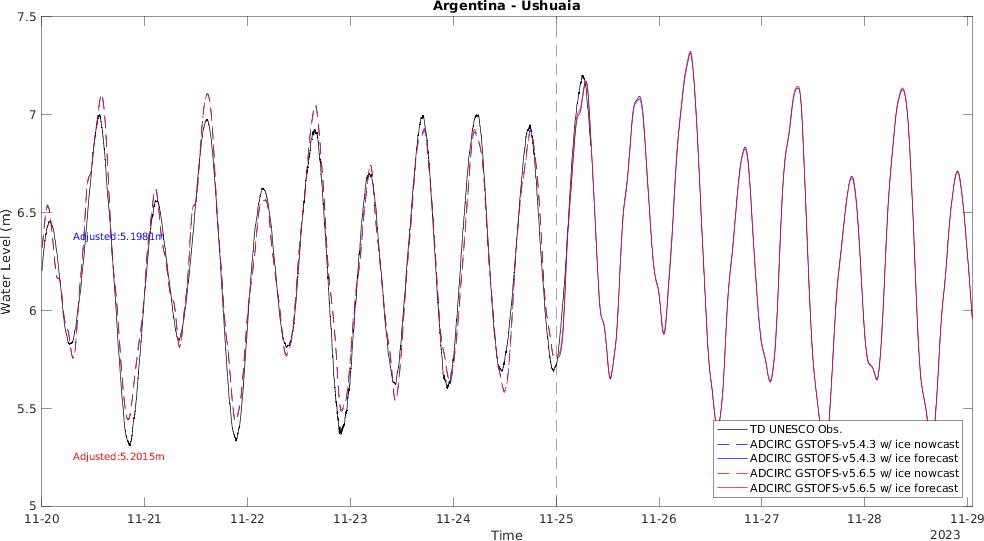 Argentina - Ushuaia
7.5
7
6.5
6
5.5
5
Water Level (m)
Adjusted:5.1981m
Adjusted:5.2015m
TD UNESCO Obs.
ADCIRC GSTOFS-v5.4.3 w/ ice nowcast
ADCIRC GSTOFS-v5.4.3 w/ ice forecast
ADCIRC GSTOFS-v5.6.5 w/ ice nowcast
ADCIRC GSTOFS-v5.6.5 w/ ice forecast
11-20 11-21 11-22 11-23 11-24 11-25 11-26 11-27 11-28 11-29
Time
2023